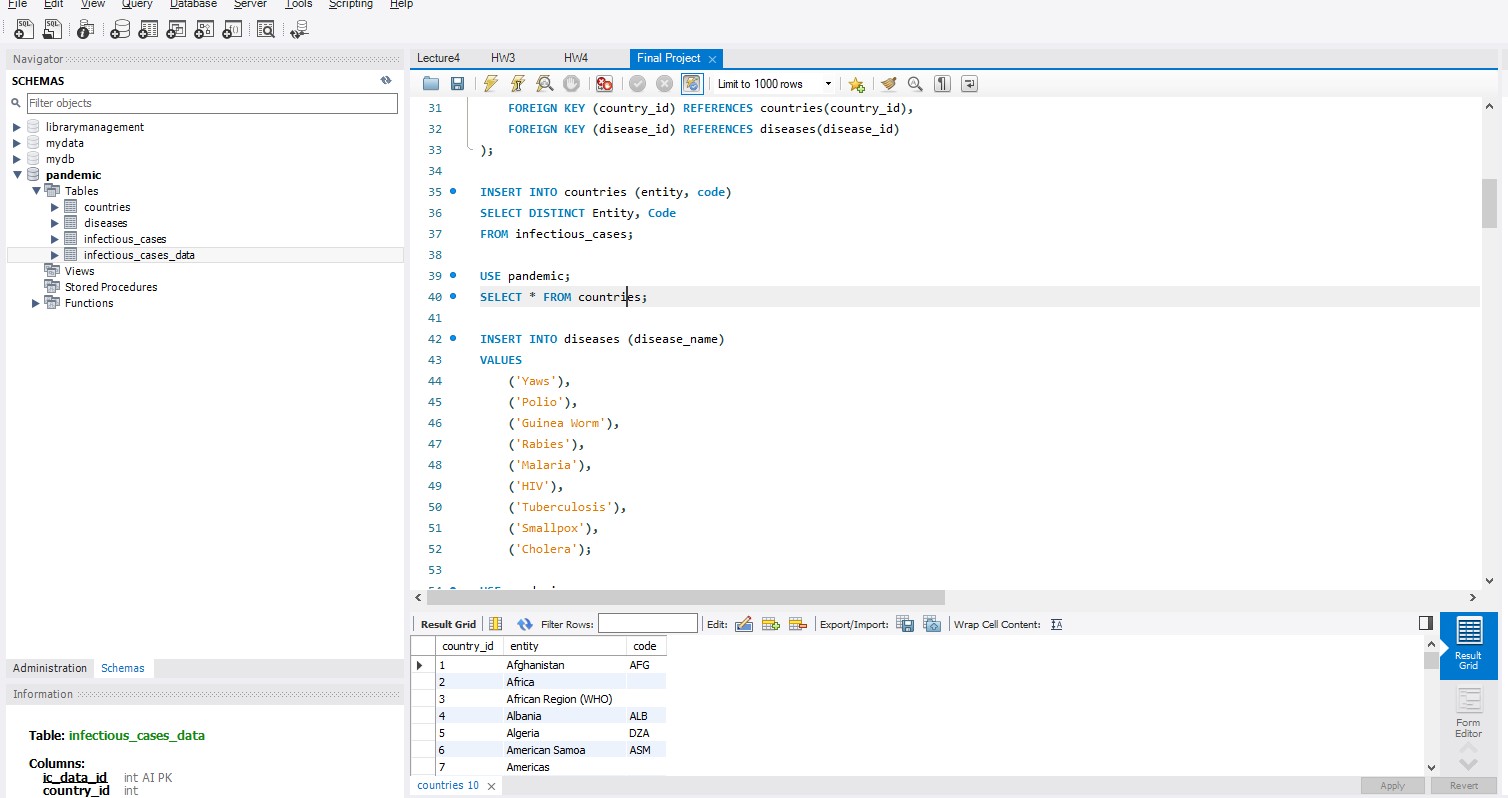 File Edit View Query Database Server Tools Scripting Help
Navigator
SCHEMAS
Filter objects
librarymanagement
mydata
mydb
pandemic
Tables
countries
diseases
infectious_cases
infectious_cases_data
Views
Stored Procedures
Functions
Administration Schemas
Information
Table: infectious_cases_data
Columns:
ic_data_id int AI PK
country_id int
Lecture4 HW3 HW4 Final Project
Limit to 1000 rows
31 FOREIGN KEY (country_id) REFERENCES countries(country_id),
32 FOREIGN KEY (disease_id) REFERENCES diseases(disease_id)
33 );
34
35 INSERT INTO countries (entity, code)
36 SELECT DISTINCT Entity, Code
37 FROM infectious_cases;
38
39 USE pandemic;
40 SELECT * FROM countries;
41
42 INSERT INTO diseases (disease_name)
43 VALUES
44 ('Yaws'),
45 ('Polio'),
46 ('Guinea Worm'),
47 ('Rabies'),
48 ('Malaria'),
49 ('HIV'),
50 ('Tuberculosis'),
51 ('Smallpox'),
52 ('Cholera');
53
Result Grid Filter Rows: Edit: Export/Import: Wrap Cell Content:
country_id entity code
1 Afghanistan AFG
2 Africa
3 African Region (WHO)
4 Albania ALB
5 Algeria DZA
6 American Samoa ASM
7 Americas
Result
Grid
Form
Editor
countries 10
Apply Revert